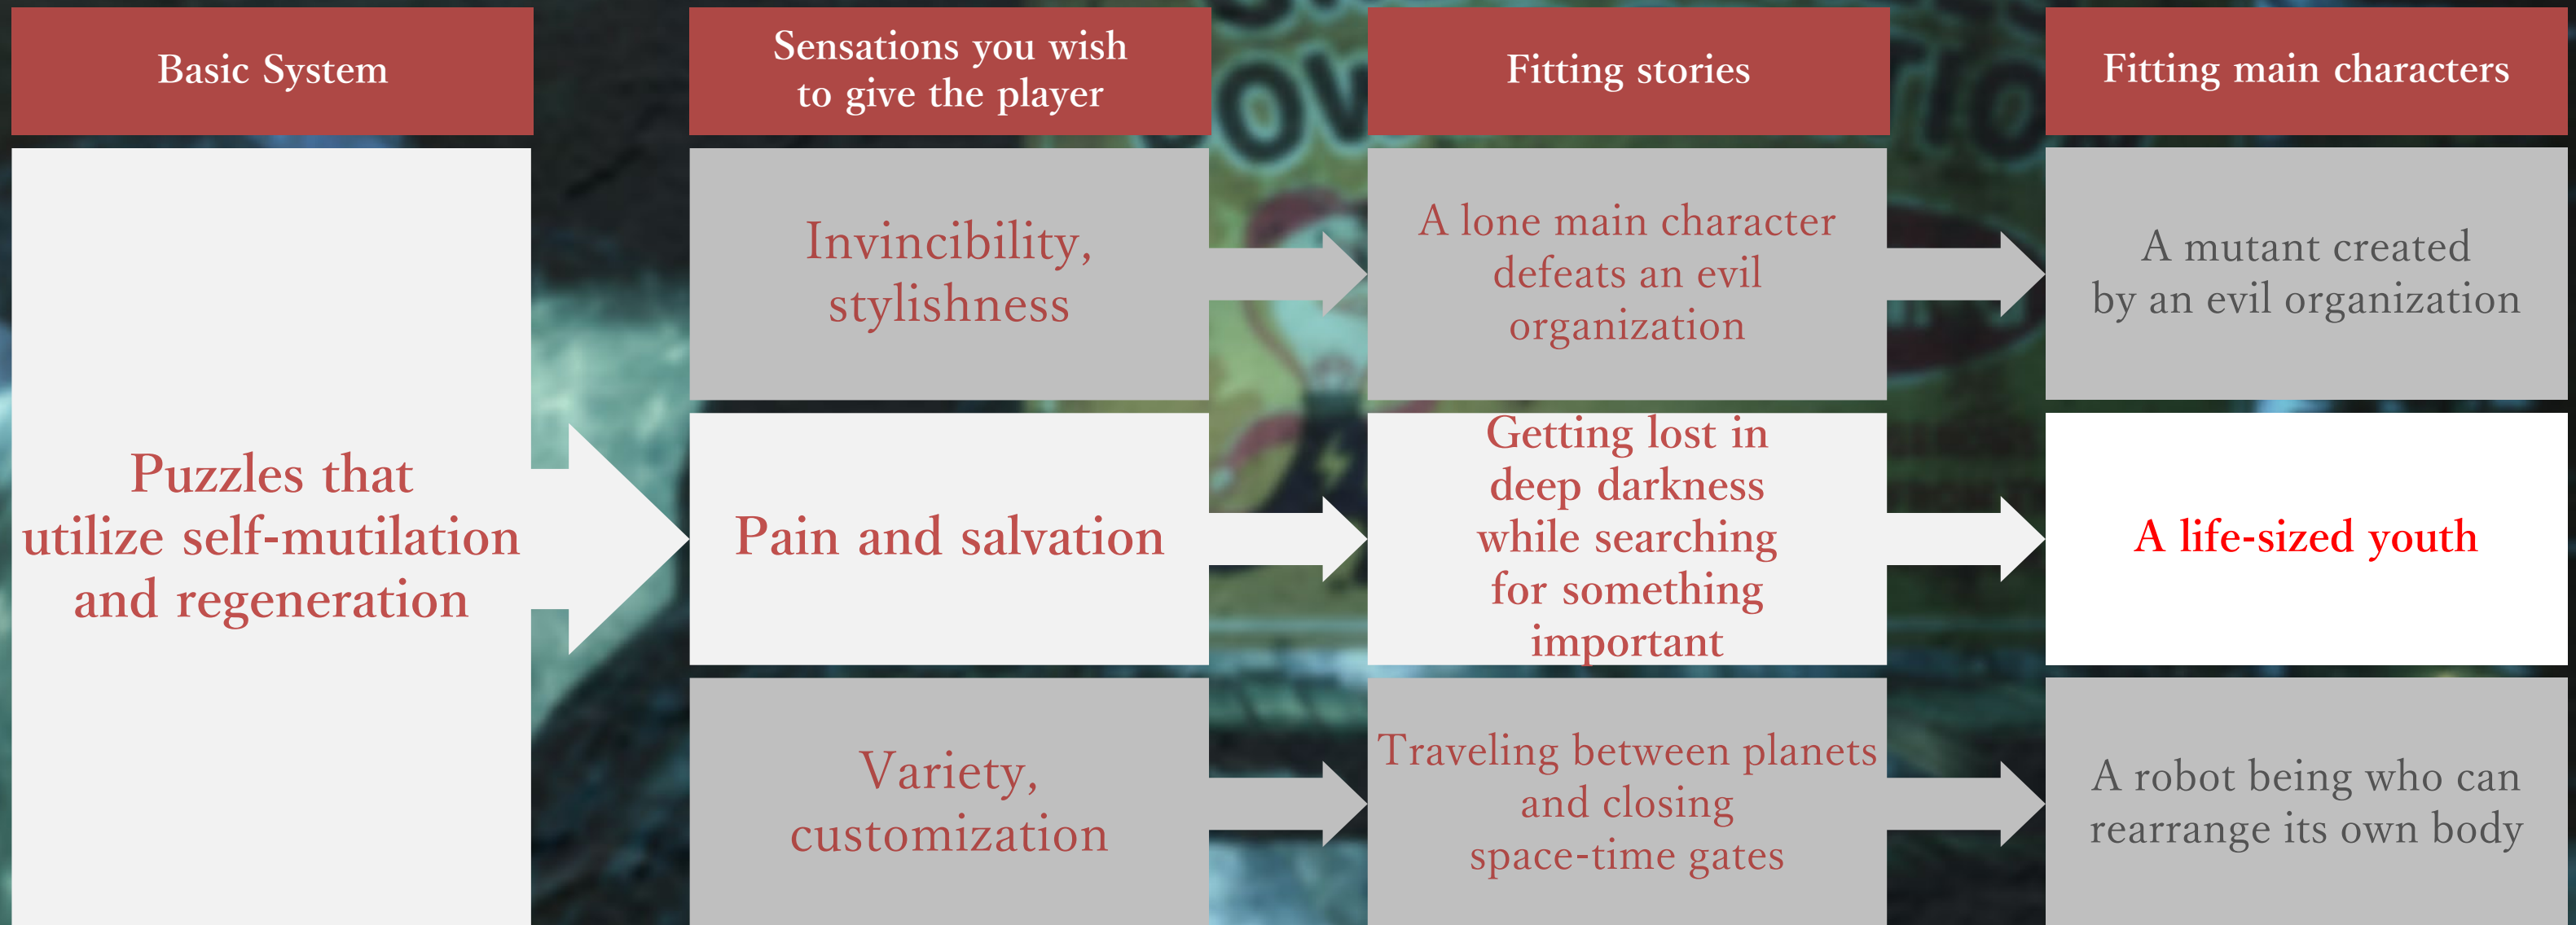 Basic System
Sensations you wish
to give the player
Fitting stories
Fitting main characters
Puzzles that
utilize self-mutilation
and regeneration
Invincibility,
stylishness
A lone main character
defeats an evil
organization
A mutant created
by an evil organization
Pain and salvation
Getting lost in
deep darkness
while searching
for something
important
A life-sized youth
Variety,
customization
Traveling between planets
and closing
space-time gates
A robot being who can
rearrange its own body